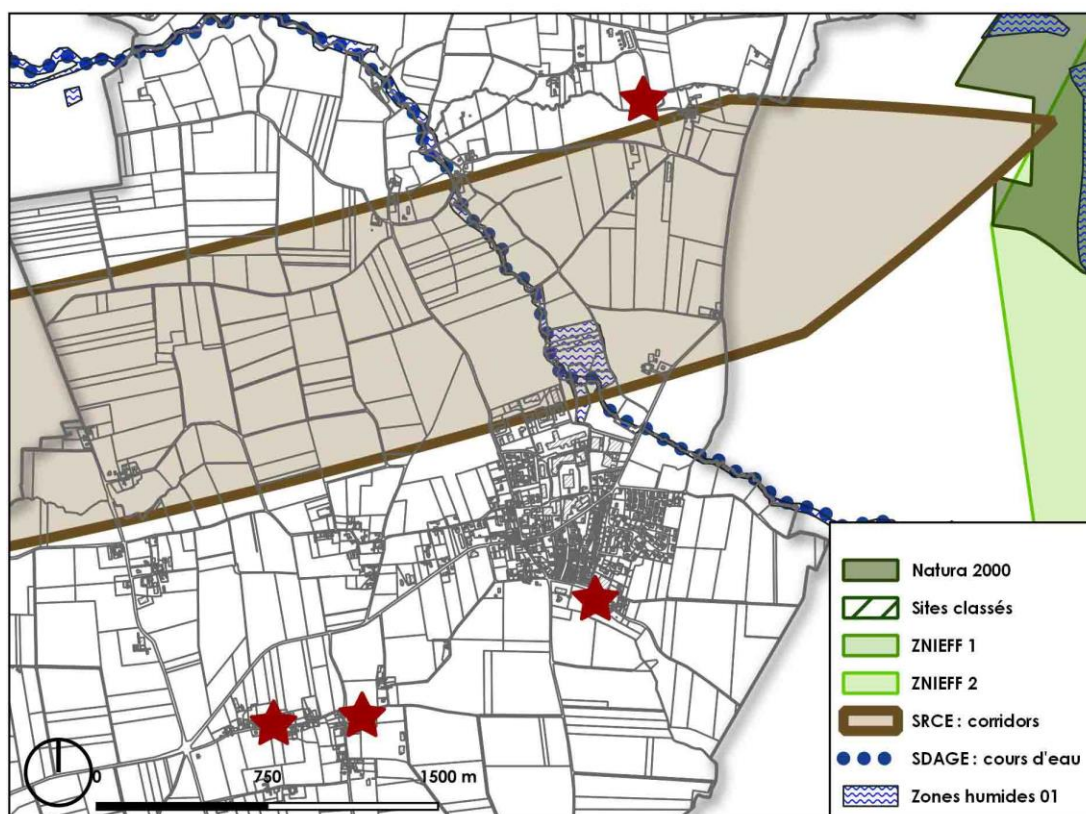 0 750 1500 m
Natura 2000
Sites classés
ZNIEFF 1
ZNIEFF 2
SRCE : corridors
SDAGE : cours d'eau
Zones humides 01